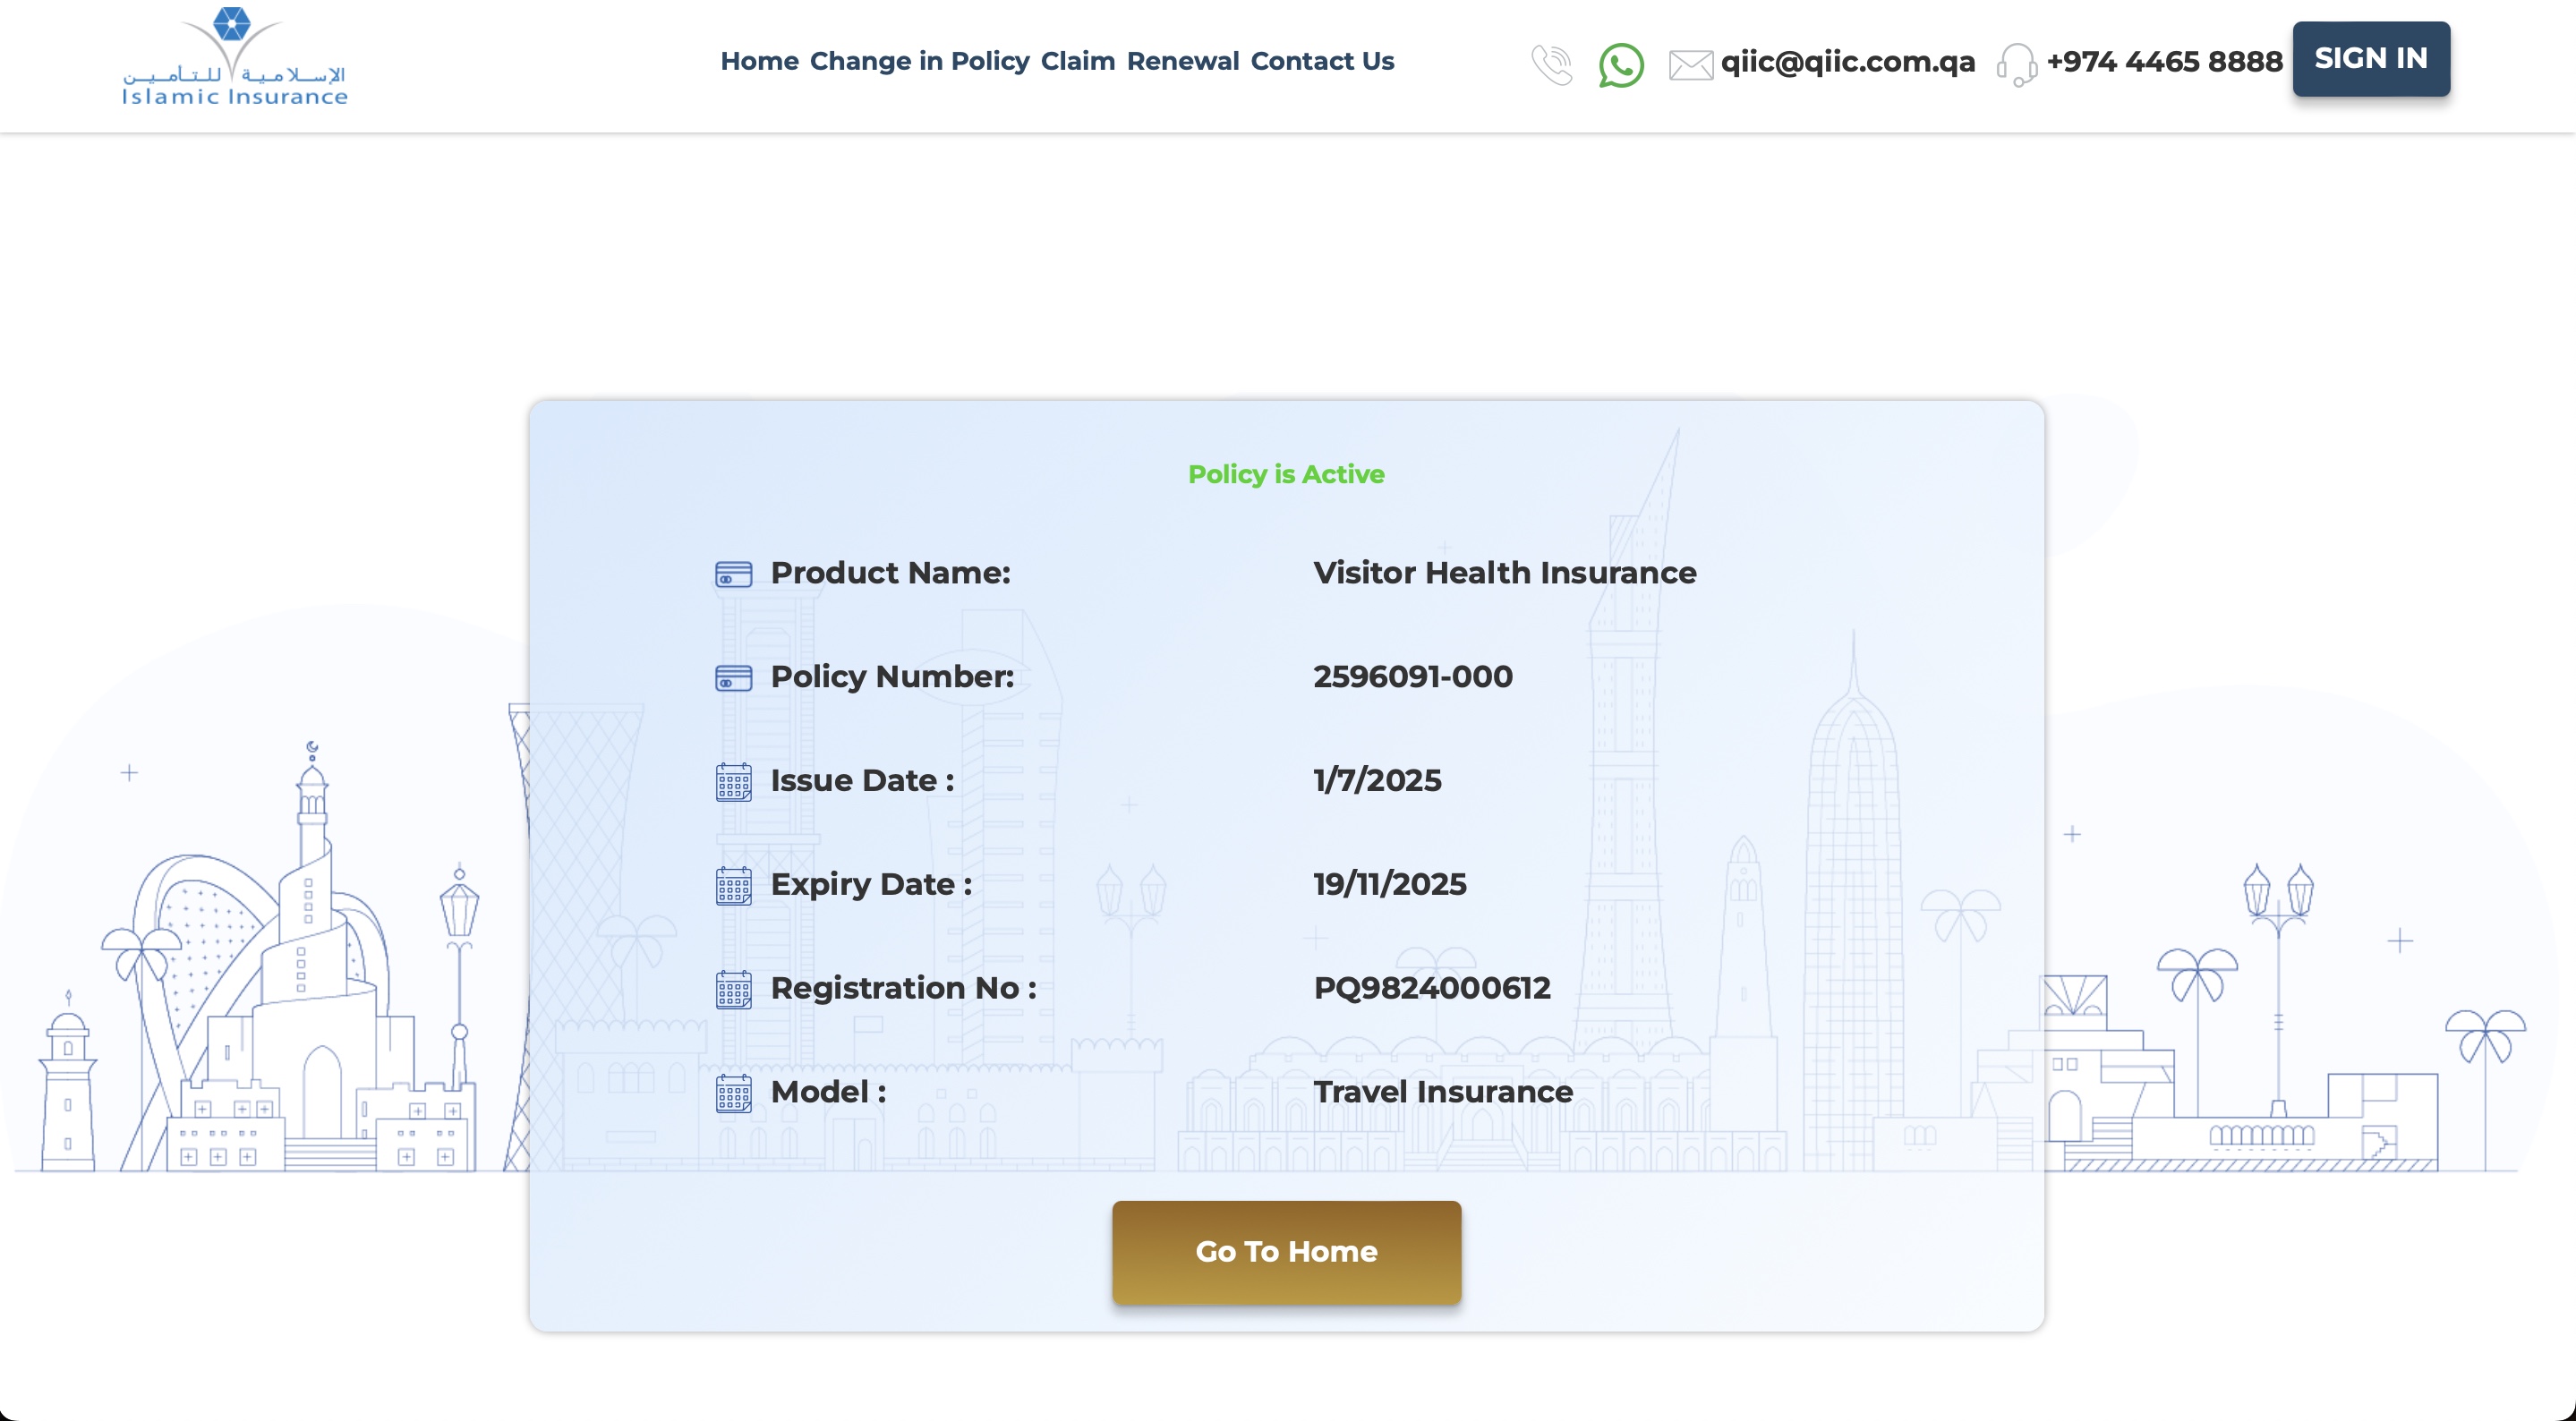 الإسلامية للتأمين
Islamic Insurance
Home Change in Policy Claim Renewal Contact Us
qiic@qiic.com.qa
+974 4465 8888
SIGN IN
Policy is Active
Product Name: Visitor Health Insurance
Policy Number: 2596091-000
Issue Date : 1/7/2025
Expiry Date : 19/11/2025
Registration No : PQ9824000612
Model : Travel Insurance
Go To Home